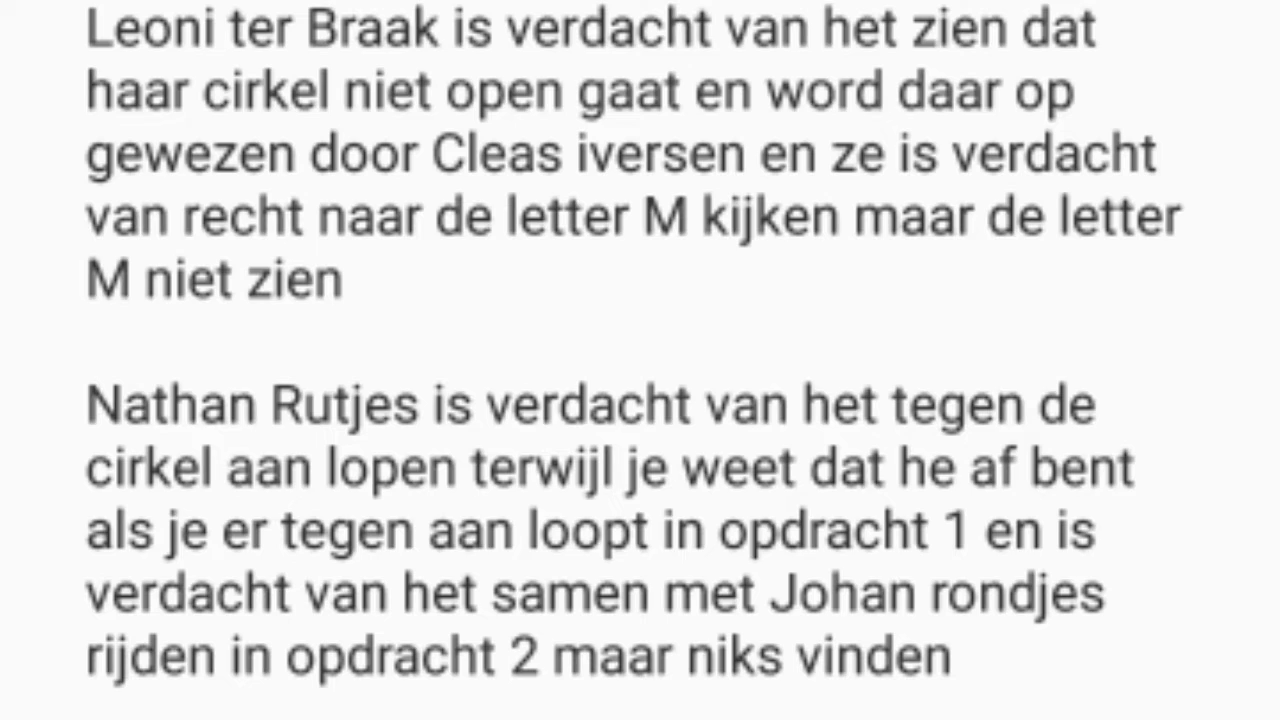 Leoni ter Braak is verdacht van het zien dat
haar cirkel niet open gaat en word daar op
gewezen door Cleas iversen en ze is verdacht
van recht naar de letter M kijken maar de letter
M niet zien
Nathan Rutjes is verdacht van het tegen de
cirkel aan lopen terwijl je weet dat he af bent
als je er tegen aan loopt in opdracht 1 en is
verdacht van het samen met Johan rondjes
rijden in opdracht 2 maar niks vinden